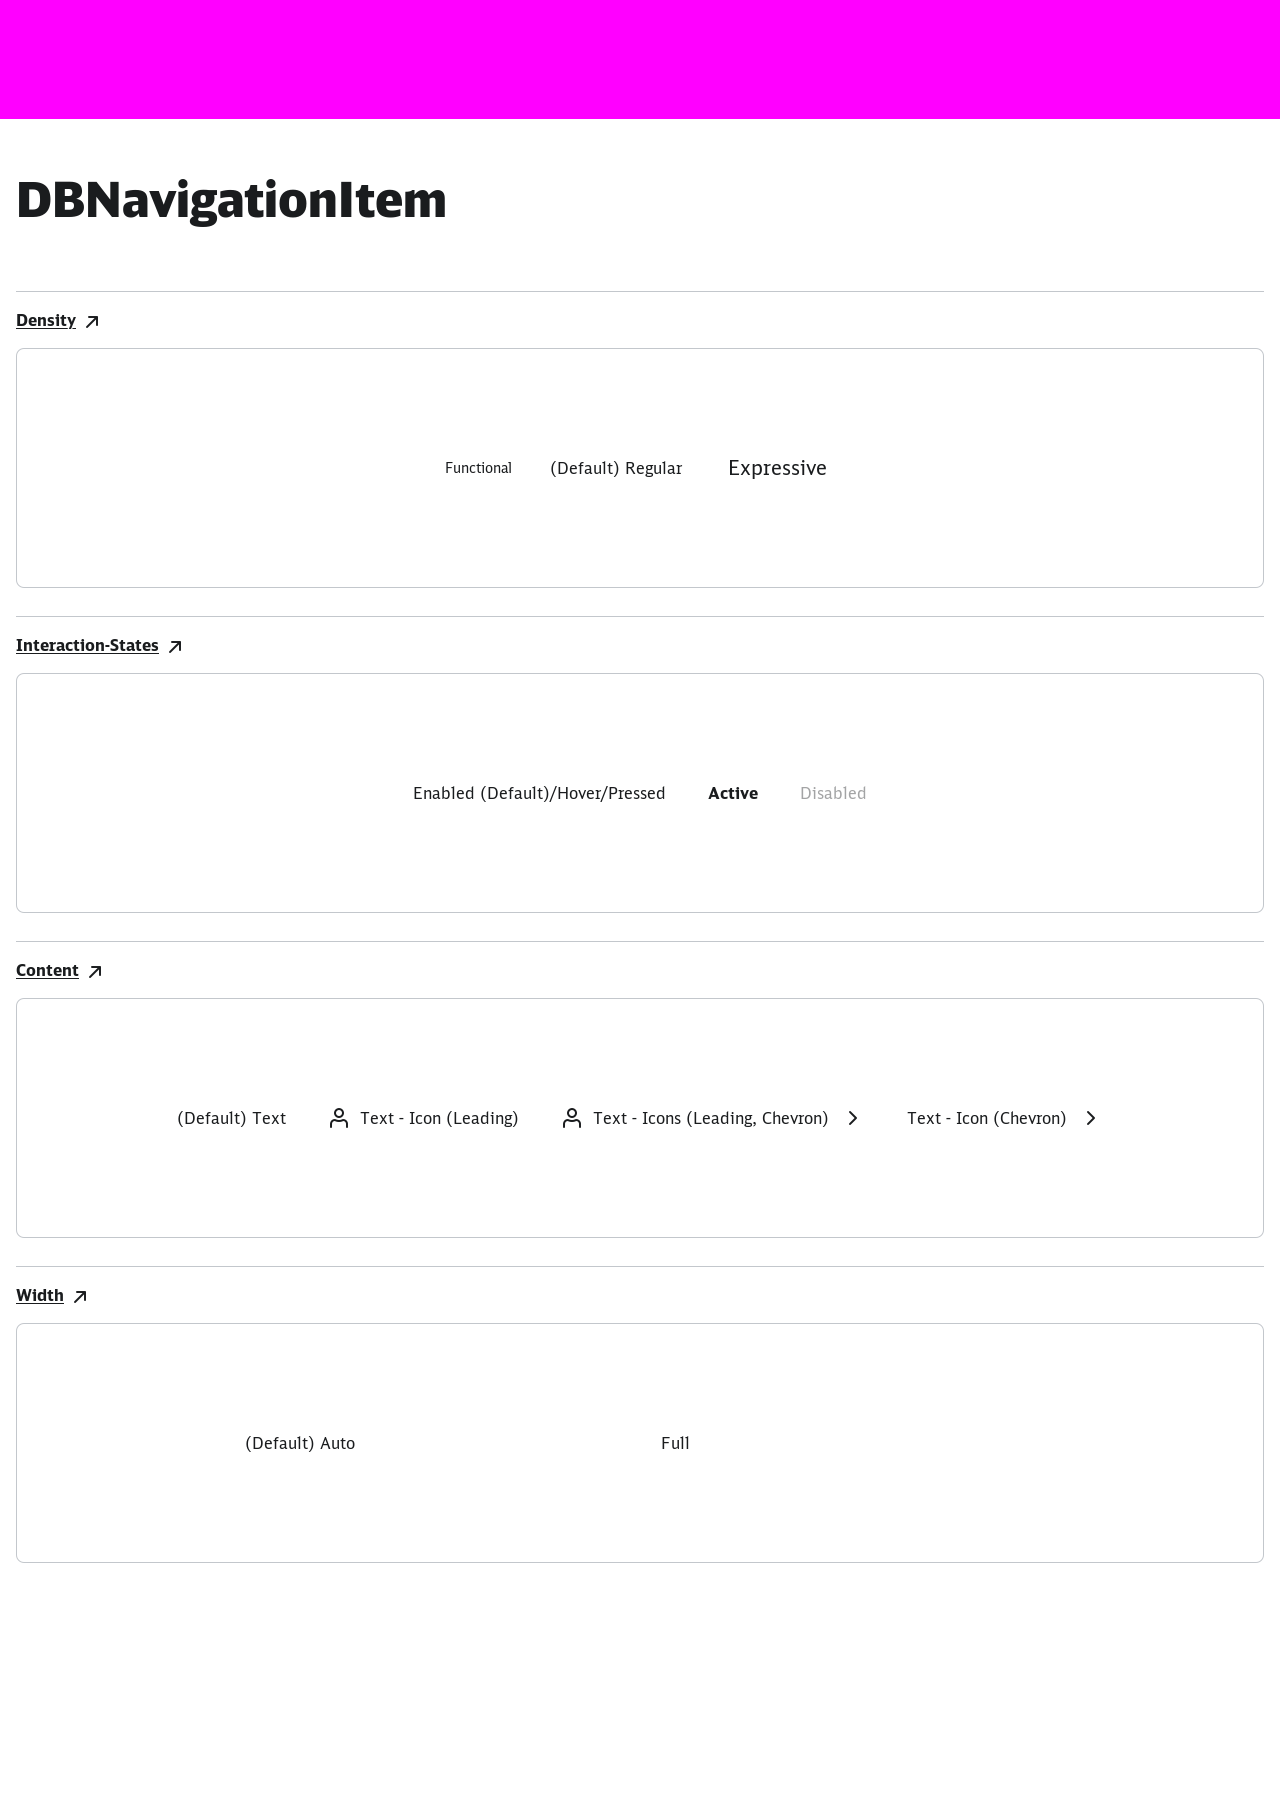 DBNavigationItem
Density
Functional (Default) Regular Expressive
Interaction-States
Enabled (Default)/Hover/Pressed Active Disabled
Content
(Default) Text Text - Icon (Leading) Text - Icons (Leading, Chevron) Text - Icon (Chevron)
Width
(Default) Auto Full